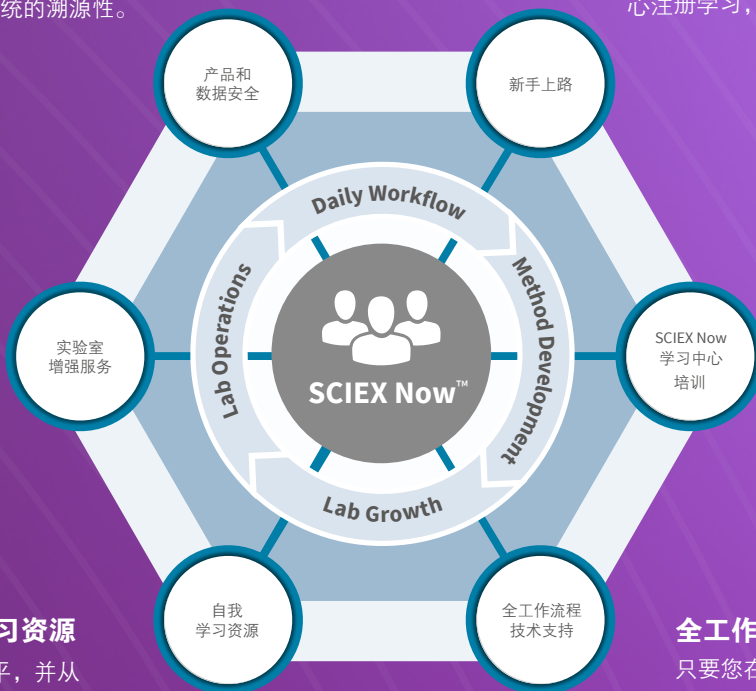 统的溯源性。
心注册学习，
产品和
数据安全
新手上路
Daily Workflow
Lab Operations
Method Development
实验室
增强服务
SCIEX Now™
SCIEX Now
学习中心
培训
Lab Growth
自我
学习资源
全工作流程
技术支持
习资源
平，并从
全工作
只要您在